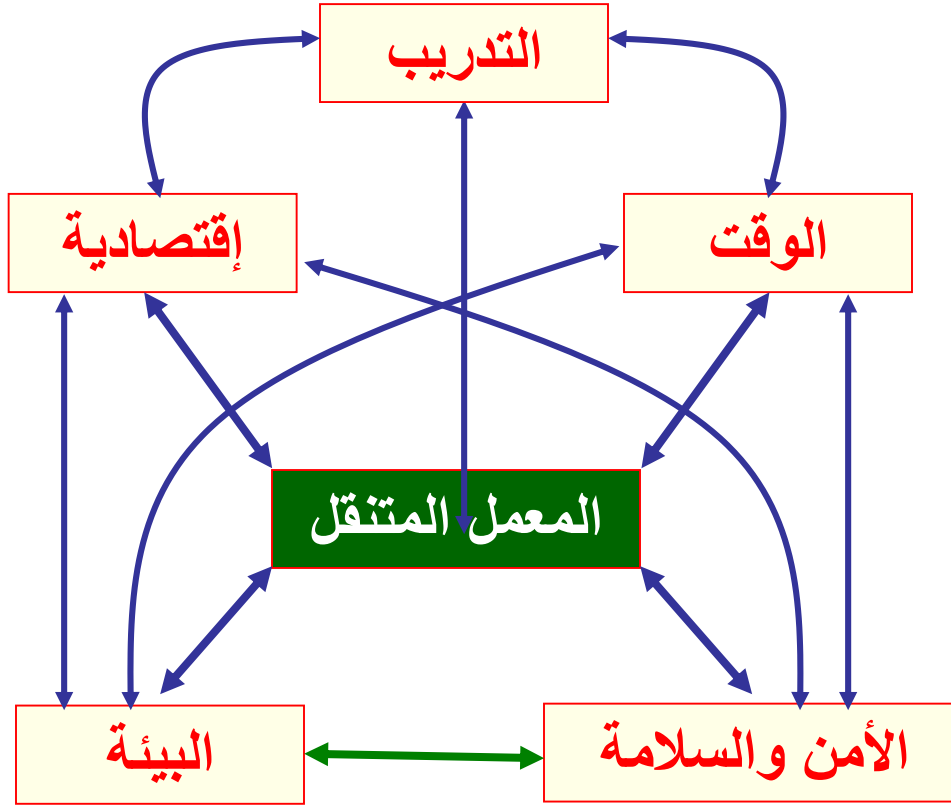 التدريب
الوقت
إقتصادية
المعمل المتنقل
الأمن والسلامة
البيئة